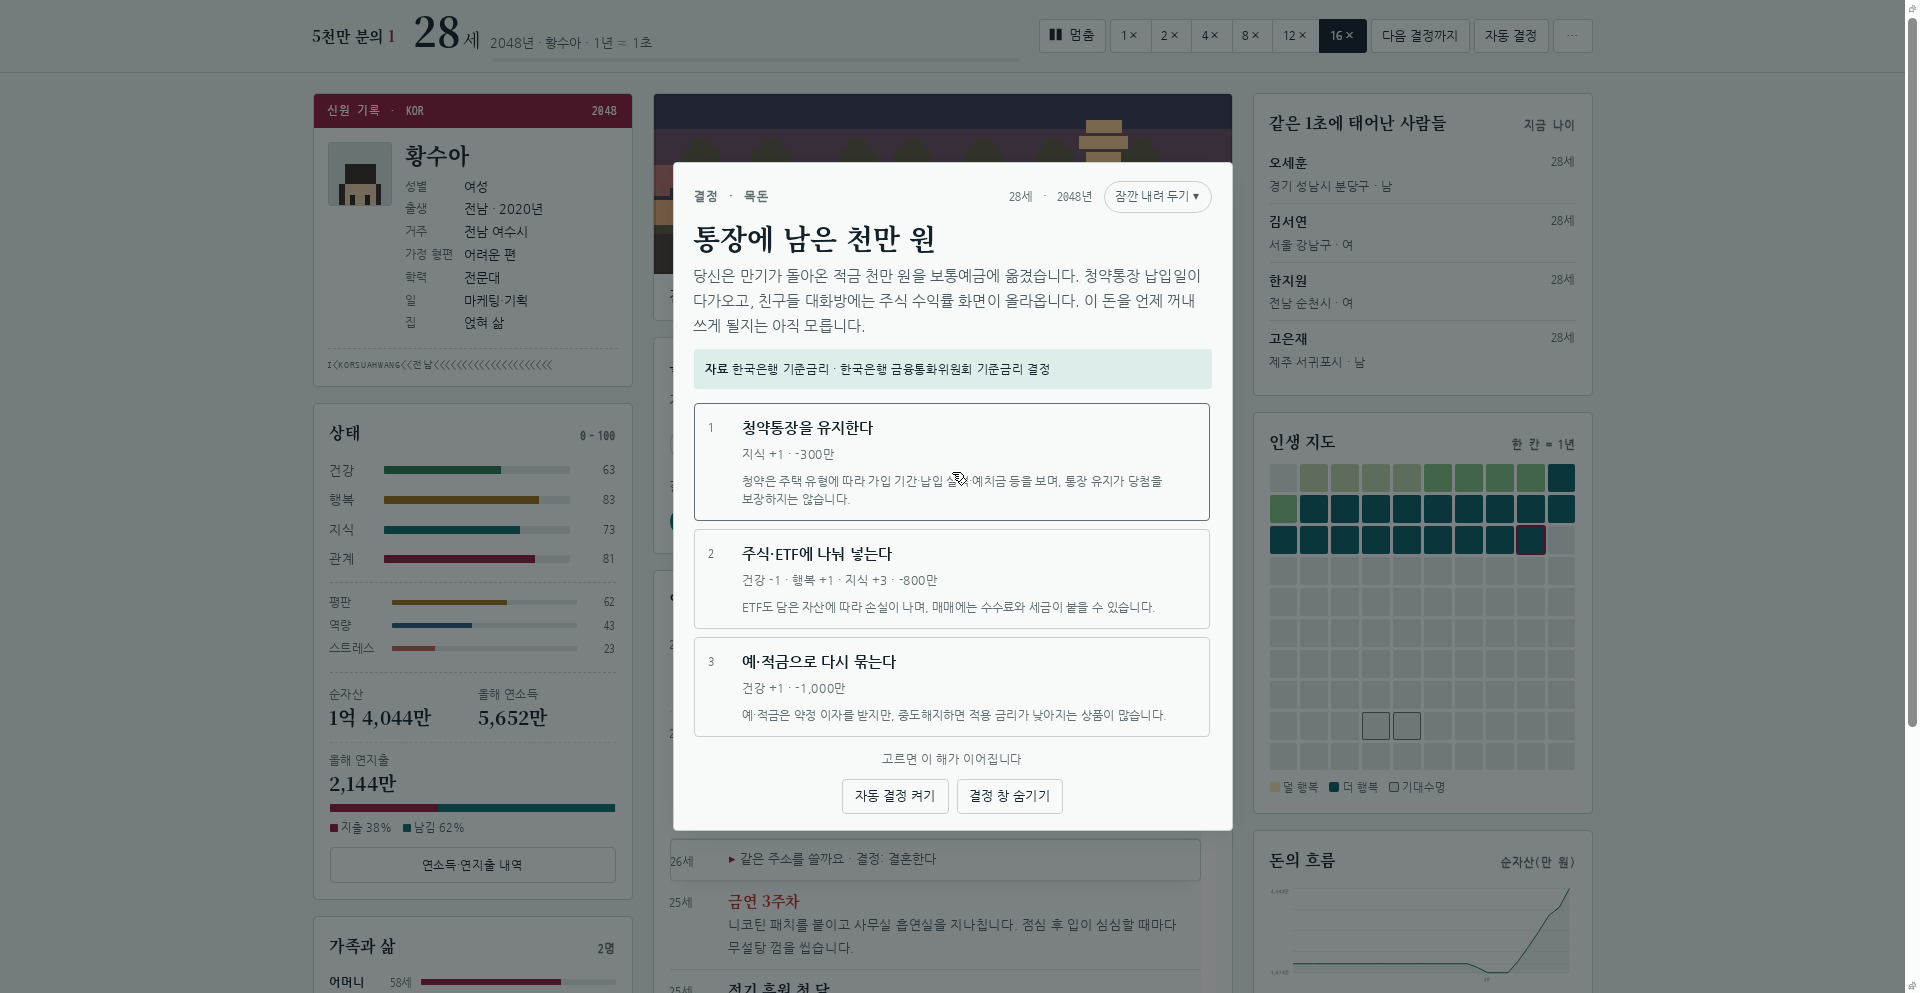 5천만 분의 1
28세
2048년 · 황수아 · 1년 ≈ 1초
멈춤
1×
2×
4×
8×
12×
16×
다음 결정까지
자동 결정
···
신원 기록 · KOR
2048
황수아
성별 여성
출생 전남 · 2020년
거주 전남 여수시
가정 형편 어려운 편
학력 전문대
일 마케팅·기획
집 얹혀 삶
I<KORSUAHWANG<<전남<<<<<<<<<<<<<<<<<<<<<<
상태
0–100
건강 63
행복 83
지식 73
관계 81
평판 62
역량 43
스트레스 23
순자산
1억 4,044만
올해 연소득
5,652만
올해 연지출
2,144만
지출 38%
남김 62%
연소득·연지출 내역
가족과 삶
2명
어머니 58세
결정 · 목돈
28세 · 2048년
잠깐 내려 두기 ▾
통장에 남은 천만 원
당신은 만기가 돌아온 적금 천만 원을 보통예금에 옮겼습니다. 청약통장 납입일이
다가오고, 친구들 대화방에는 주식 수익률 화면이 올라옵니다. 이 돈을 언제 꺼내
쓰게 될지는 아직 모릅니다.
자료 한국은행 기준금리 · 한국은행 금융통화위원회 기준금리 결정
1
청약통장을 유지한다
지식 +1 · -300만
청약은 주택 유형에 따라 가입 기간·납입 실적·예치금 등을 보며, 통장 유지가 당첨을
보장하지는 않습니다.
2
주식·ETF에 나눠 넣는다
건강 -1 · 행복 +1 · 지식 +3 · -800만
ETF도 담은 자산에 따라 손실이 나며, 매매에는 수수료와 세금이 붙을 수 있습니다.
3
예·적금으로 다시 묶는다
건강 +1 · -1,000만
예·적금은 약정 이자를 받지만, 중도해지하면 적용 금리가 낮아지는 상품이 많습니다.
고르면 이 해가 이어집니다
자동 결정 켜기
결정 창 숨기기
26세
▸ 같은 주소를 쓸까요 · 결정: 결혼한다
25세
금연 3주차
니코틴 패치를 붙이고 사무실 흡연실을 지나칩니다. 점심 후 입이 심심할 때마다
무설탕 껌을 씹습니다.
25세
정기 후원 첫 달
같은 1초에 태어난 사람들
지금 나이
오세훈 28세
경기 성남시 분당구 · 남
김서연 28세
서울 강남구 · 여
한지원 28세
전남 순천시 · 여
고은재 28세
제주 서귀포시 · 남
인생 지도
한 칸 = 1년
덜 행복
더 행복
기대수명
돈의 흐름
순자산(만 원)